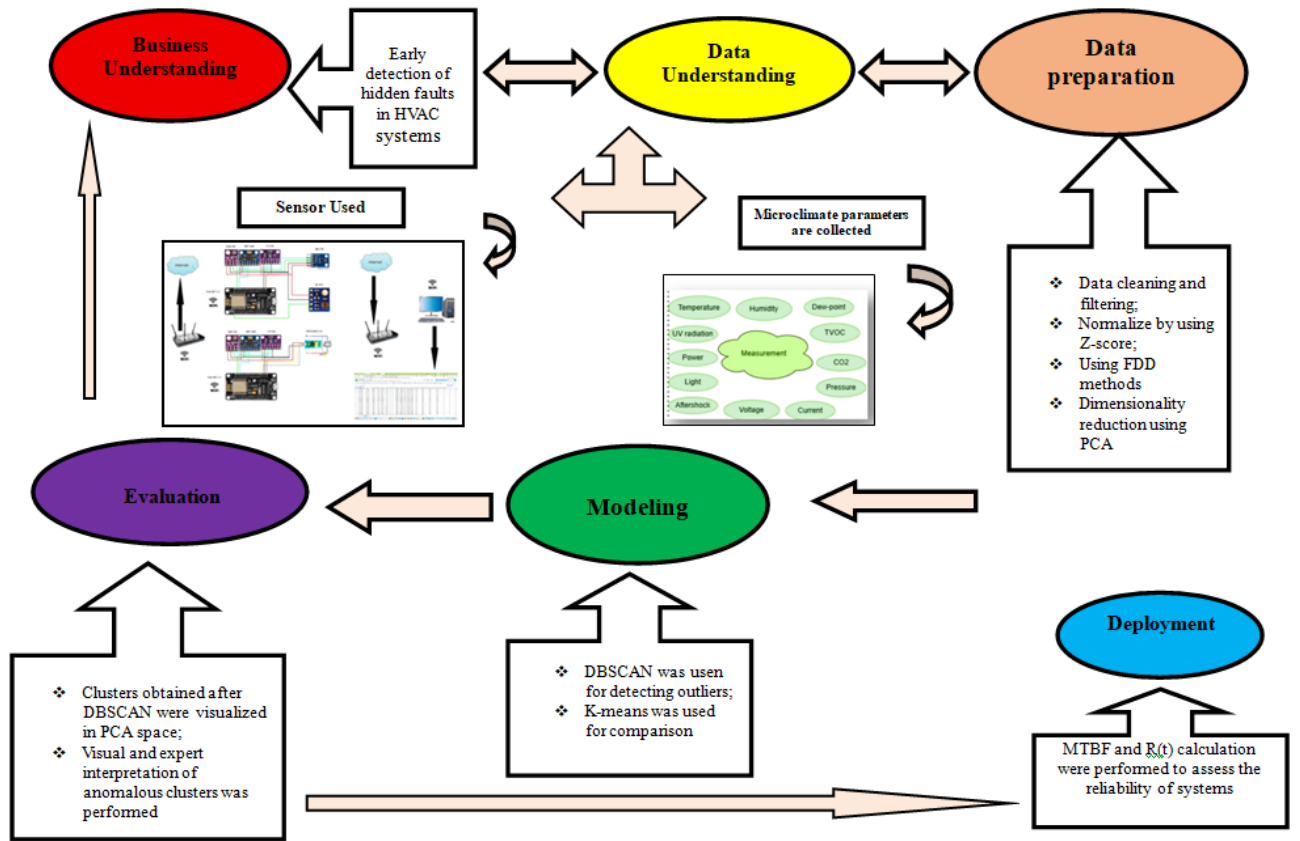 Business
Understanding
Early
detection of
hidden faults
in HVAC
systems
Data
Understanding
Data
preparation
Sensor Used
Microclimate parameters
are collected
Temperature
Humidity
Dew-point
UV radiation
TVOC
Power
Measurement
CO2
Light
Pressure
Aftershock
Voltage
Current
❖ Data cleaning and
filtering;
❖ Normalize by using
Z-score;
❖ Using FDD
methods
❖ Dimensionality
reduction using
PCA
Evaluation
Modeling
Deployment
❖ Clusters obtained after
DBSCAN were visualized
in PCA space;
❖ Visual and expert
interpretation of
anomalous clusters was
performed
❖ DBSCAN was usen
for detecting outliers;
❖ K-means was used
for comparison
MTBF and R(t) calculation
were performed to assess the
reliability of systems